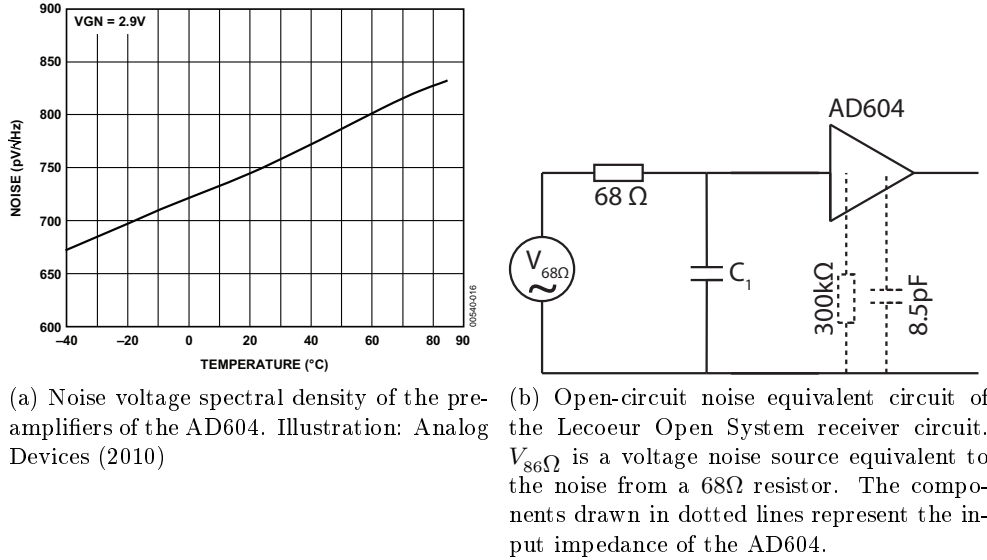 900
850
800
750
700
650
600
NOISE (pV/√Hz)
VGN = 2.9V
–40
–20
0
20
40
60
80
90
TEMPERATURE (°C)
00540-016
(a) Noise voltage spectral density of the pre-
amplifiers of the AD604. Illustration: Analog
Devices (2010)
AD604
68 Ω
V68Ω
~
C1
300kΩ
8.5pF
(b) Open-circuit noise equivalent circuit of
the Lecoeur Open System receiver circuit.
V86Ω is a voltage noise source equivalent to
the noise from a 68Ω resistor. The compo-
nents drawn in dotted lines represent the in-
put impedance of the AD604.